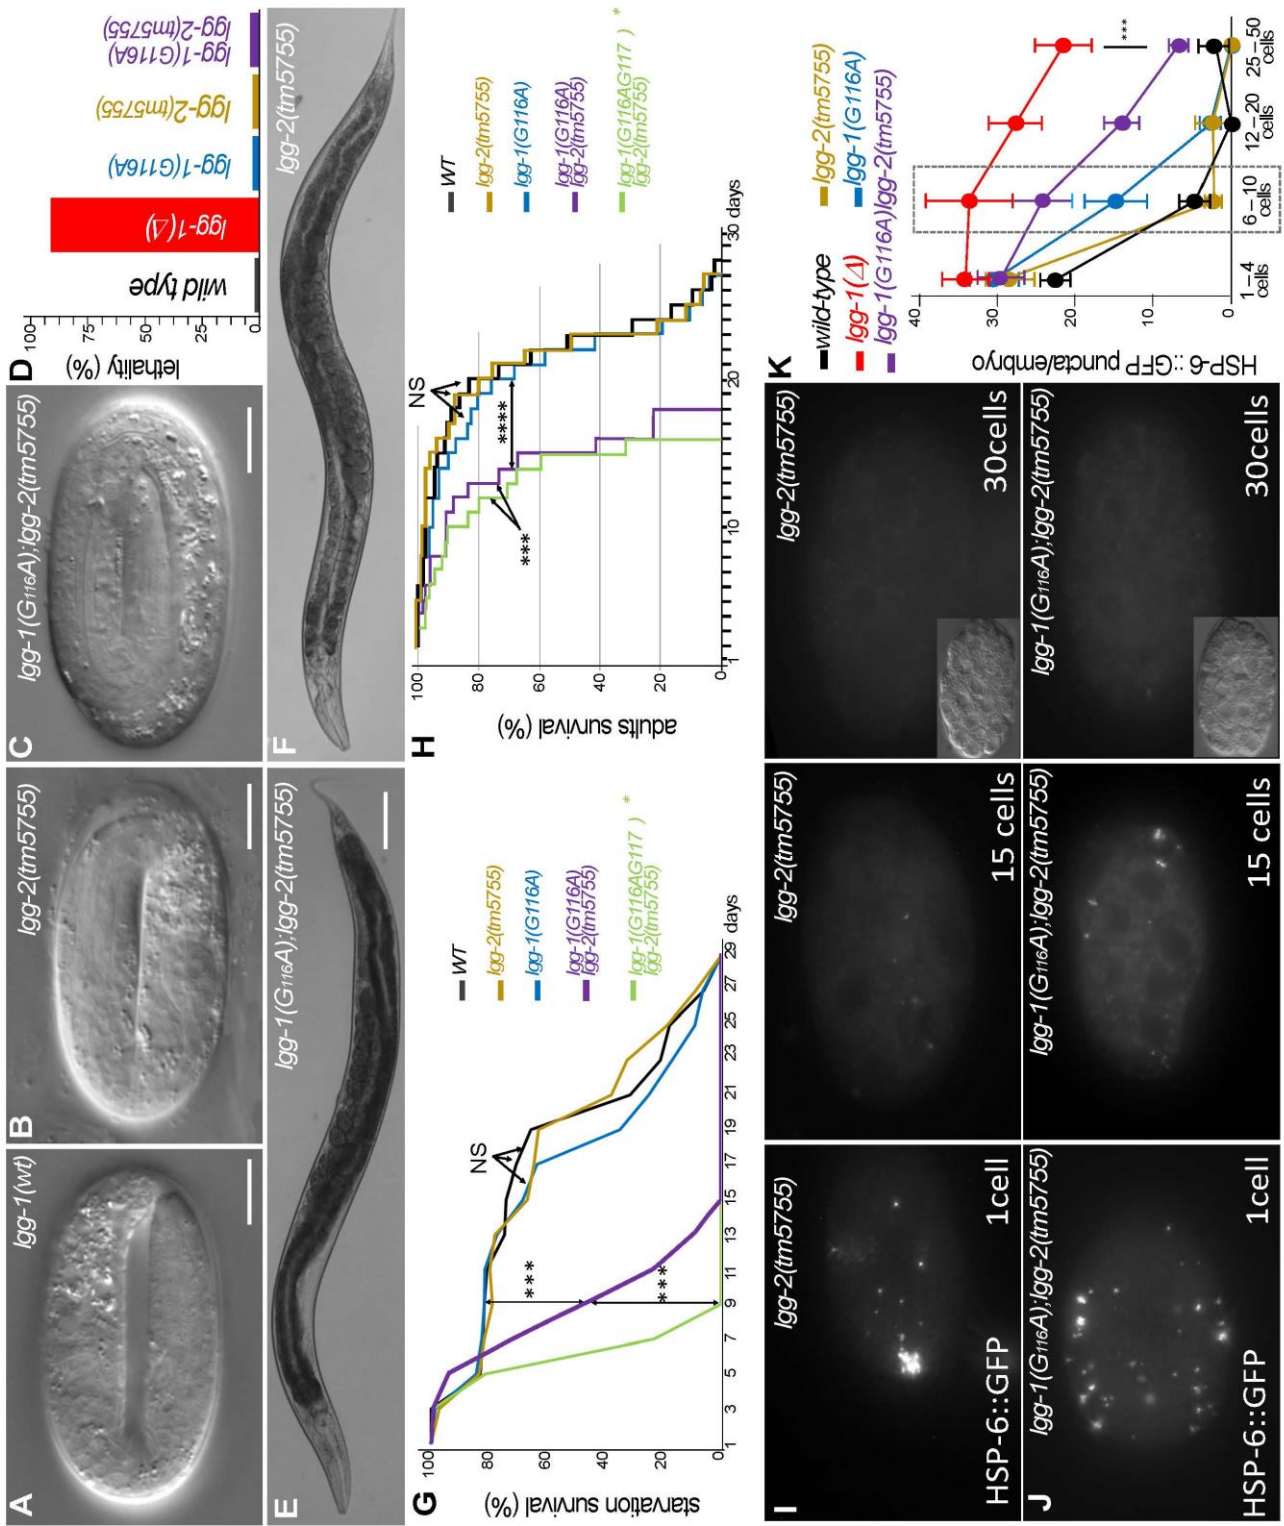 A
lgg-1(wt)
B
lgg-2(tm5755)
C
lgg-1(G116A);lgg-2(tm5755)
D
lethality (%)
100
75
50
25
0
wild type
lgg-1(Δ)
lgg-1(G116A)
lgg-2(tm5755)
lgg-1(G116A)
lgg-2(tm5755)
E
lgg-1(G116A);lgg-2(tm5755)
F
lgg-2(tm5755)
G
starvation survival (%)
100
80
60
40
20
0
1
3
5
7
9
11
13
15
17
19
21
23
25
27
29
days
NS
***
***
WT
lgg-2(tm5755)
lgg-1(G116A)
lgg-1(G116A)
lgg-2(tm5755)
lgg-1(G116AG117*)
lgg-2(tm5755)
H
adults survival (%)
100
80
60
40
20
0
1
10
20
30
days
NS
****
***
WT
lgg-2(tm5755)
lgg-1(G116A)
lgg-1(G116A)
lgg-2(tm5755)
lgg-1(G116AG117*)
lgg-2(tm5755)
I
lgg-2(tm5755)
HSP-6::GFP
1cell
lgg-2(tm5755)
15 cells
lgg-2(tm5755)
30cells
J
lgg-1(G116A);lgg-2(tm5755)
HSP-6::GFP
1cell
lgg-1(G116A);lgg-2(tm5755)
15 cells
lgg-1(G116A);lgg-2(tm5755)
30cells
K
wild-type
lgg-2(tm5755)
lgg-1(Δ)
lgg-1(G116A)
lgg-1(G116A)lgg-2(tm5755)
HSP-6::GFP puncta/embryo
40
30
20
10
0
***
1–4
cells
6–10
cells
12–20
cells
25–50
cells